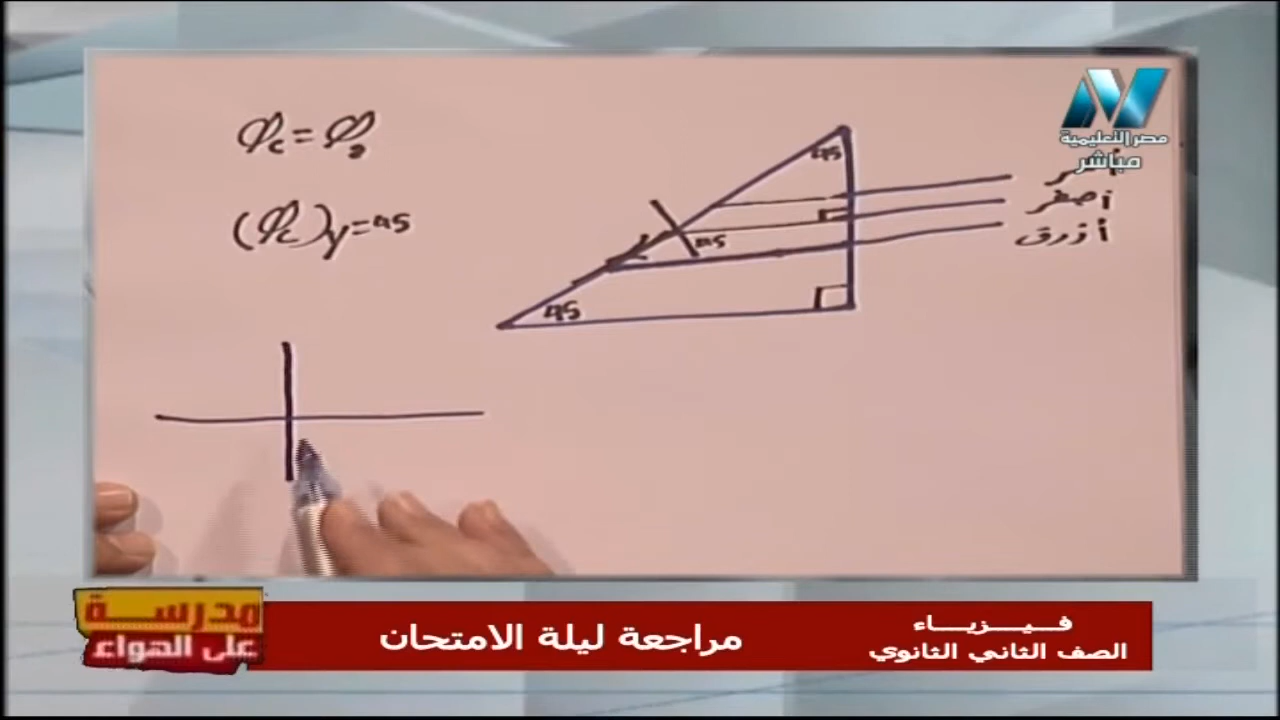 مصر التعليمية
مباشر
φc = φ2
(φc)y = 45
45
أصفر
أزرق
45
45
فيزياء
الصف الثاني الثانوي
مراجعة ليلة الامتحان
مدرسة
على الهواء